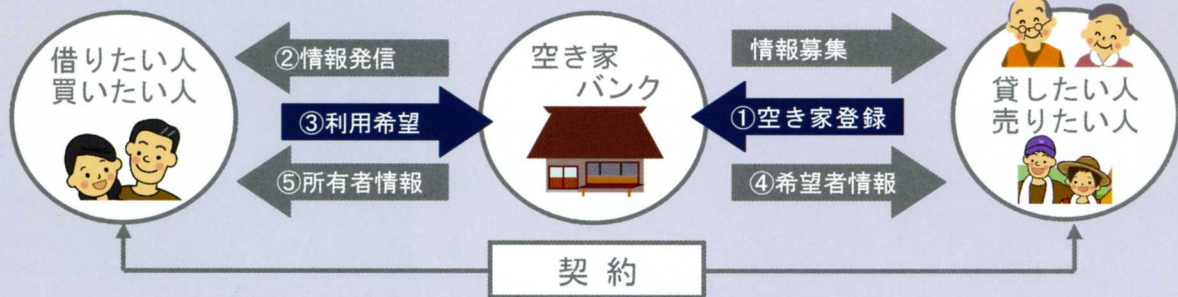 借りたい人
買いたい人
②情報発信
③利用希望
⑤所有者情報
空き家
バンク
情報募集
①空き家登録
④希望者情報
貸したい人
売りたい人
契約